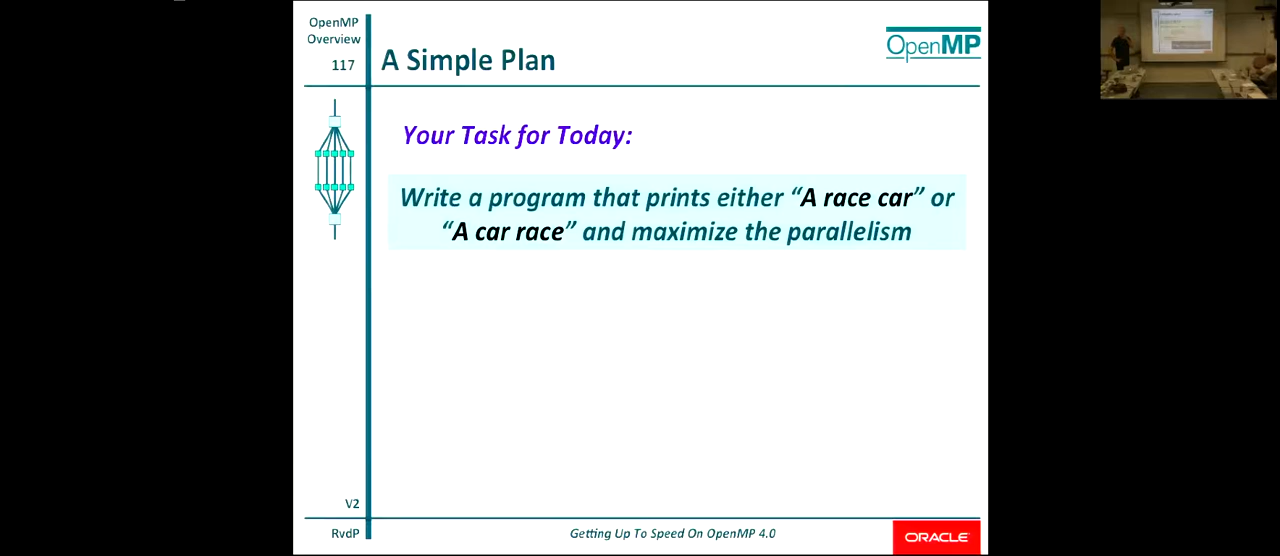 OpenMP
Overview
117
A Simple Plan
OpenMP
Your Task for Today:
Write a program that prints either “A race car” or
“A car race” and maximize the parallelism
V2
RvdP
Getting Up To Speed On OpenMP 4.0
ORACLE